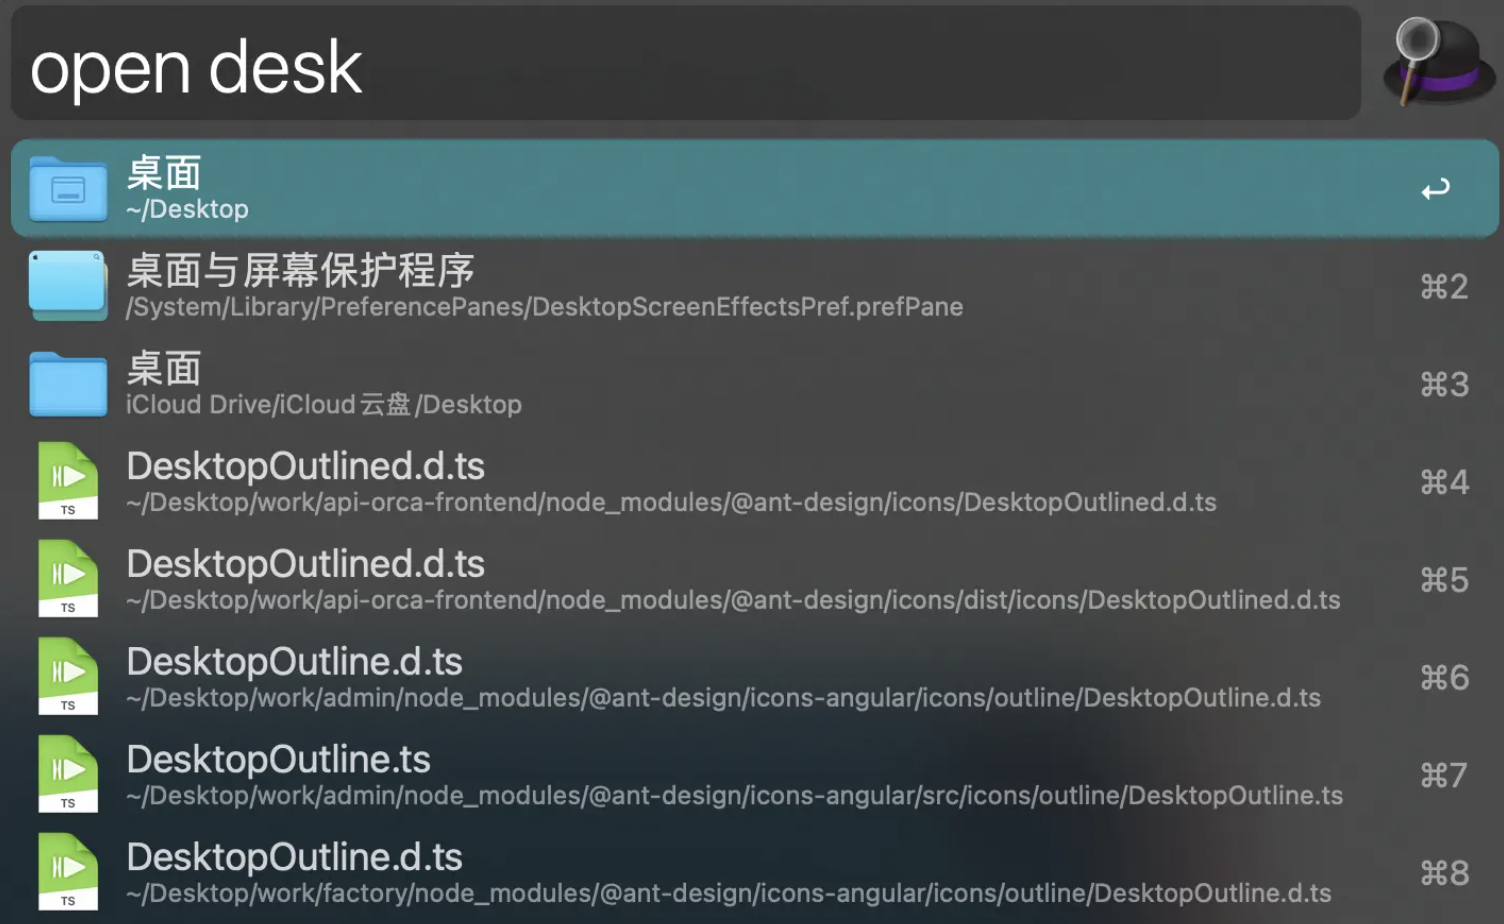 open desk
桌面
~/Desktop
桌面与屏幕保护程序
/System/Library/PreferencePanes/DesktopScreenEffectsPref.prefPane
⌘2
桌面
iCloud Drive/iCloud 云盘/Desktop
⌘3
DesktopOutlined.d.ts
~/Desktop/work/api-orca-frontend/node_modules/@ant-design/icons/DesktopOutlined.d.ts
⌘4
TS
DesktopOutlined.d.ts
~/Desktop/work/api-orca-frontend/node_modules/@ant-design/icons/dist/icons/DesktopOutlined.d.ts
⌘5
TS
DesktopOutline.d.ts
~/Desktop/work/admin/node_modules/@ant-design/icons-angular/icons/outline/DesktopOutline.d.ts
⌘6
TS
DesktopOutline.ts
~/Desktop/work/admin/node_modules/@ant-design/icons-angular/src/icons/outline/DesktopOutline.ts
⌘7
TS
DesktopOutline.d.ts
~/Desktop/work/factory/node_modules/@ant-design/icons-angular/icons/outline/DesktopOutline.d.ts
⌘8
TS